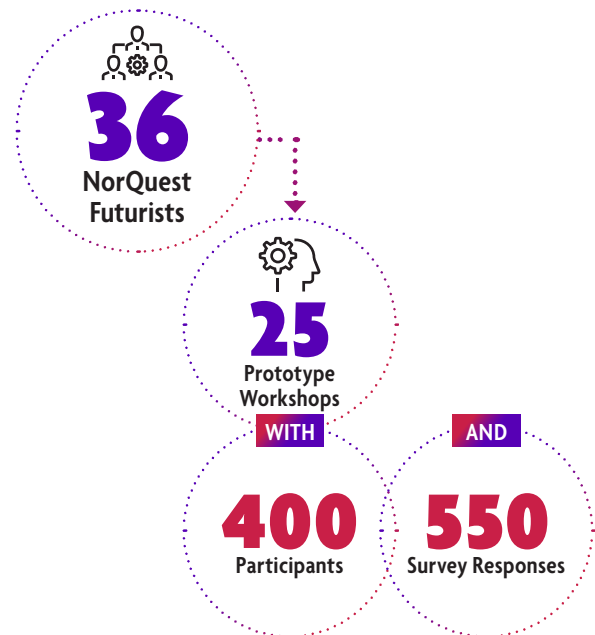 36
NorQuest
Futurists
25
Prototype
Workshops
WITH
400
Participants
AND
550
Survey Responses